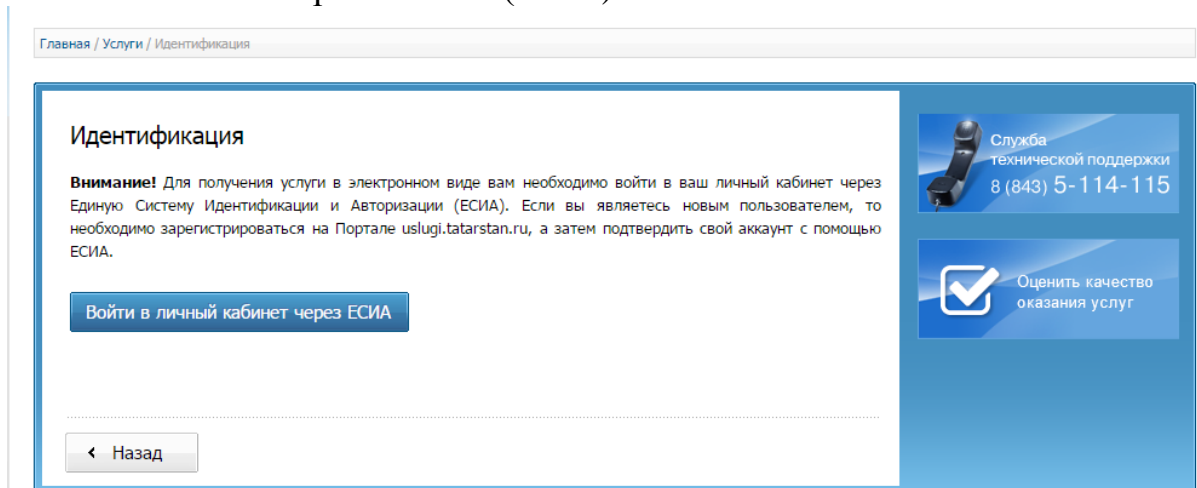 Главная / Услуги / Идентификация
Идентификация
Внимание! Для получения услуги в электронном виде вам необходимо войти в ваш личный кабинет через
Единую Систему Идентификации и Авторизации (ЕСИА). Если вы являетесь новым пользователем, то
необходимо зарегистрироваться на Портале uslugi.tatarstan.ru, а затем подтвердить свой аккаунт с помощью
ЕСИА.
Войти в личный кабинет через ЕСИА
Назад
Служба
технической поддержки
8 (843) 5-114-115
Оценить качество
оказания услуг